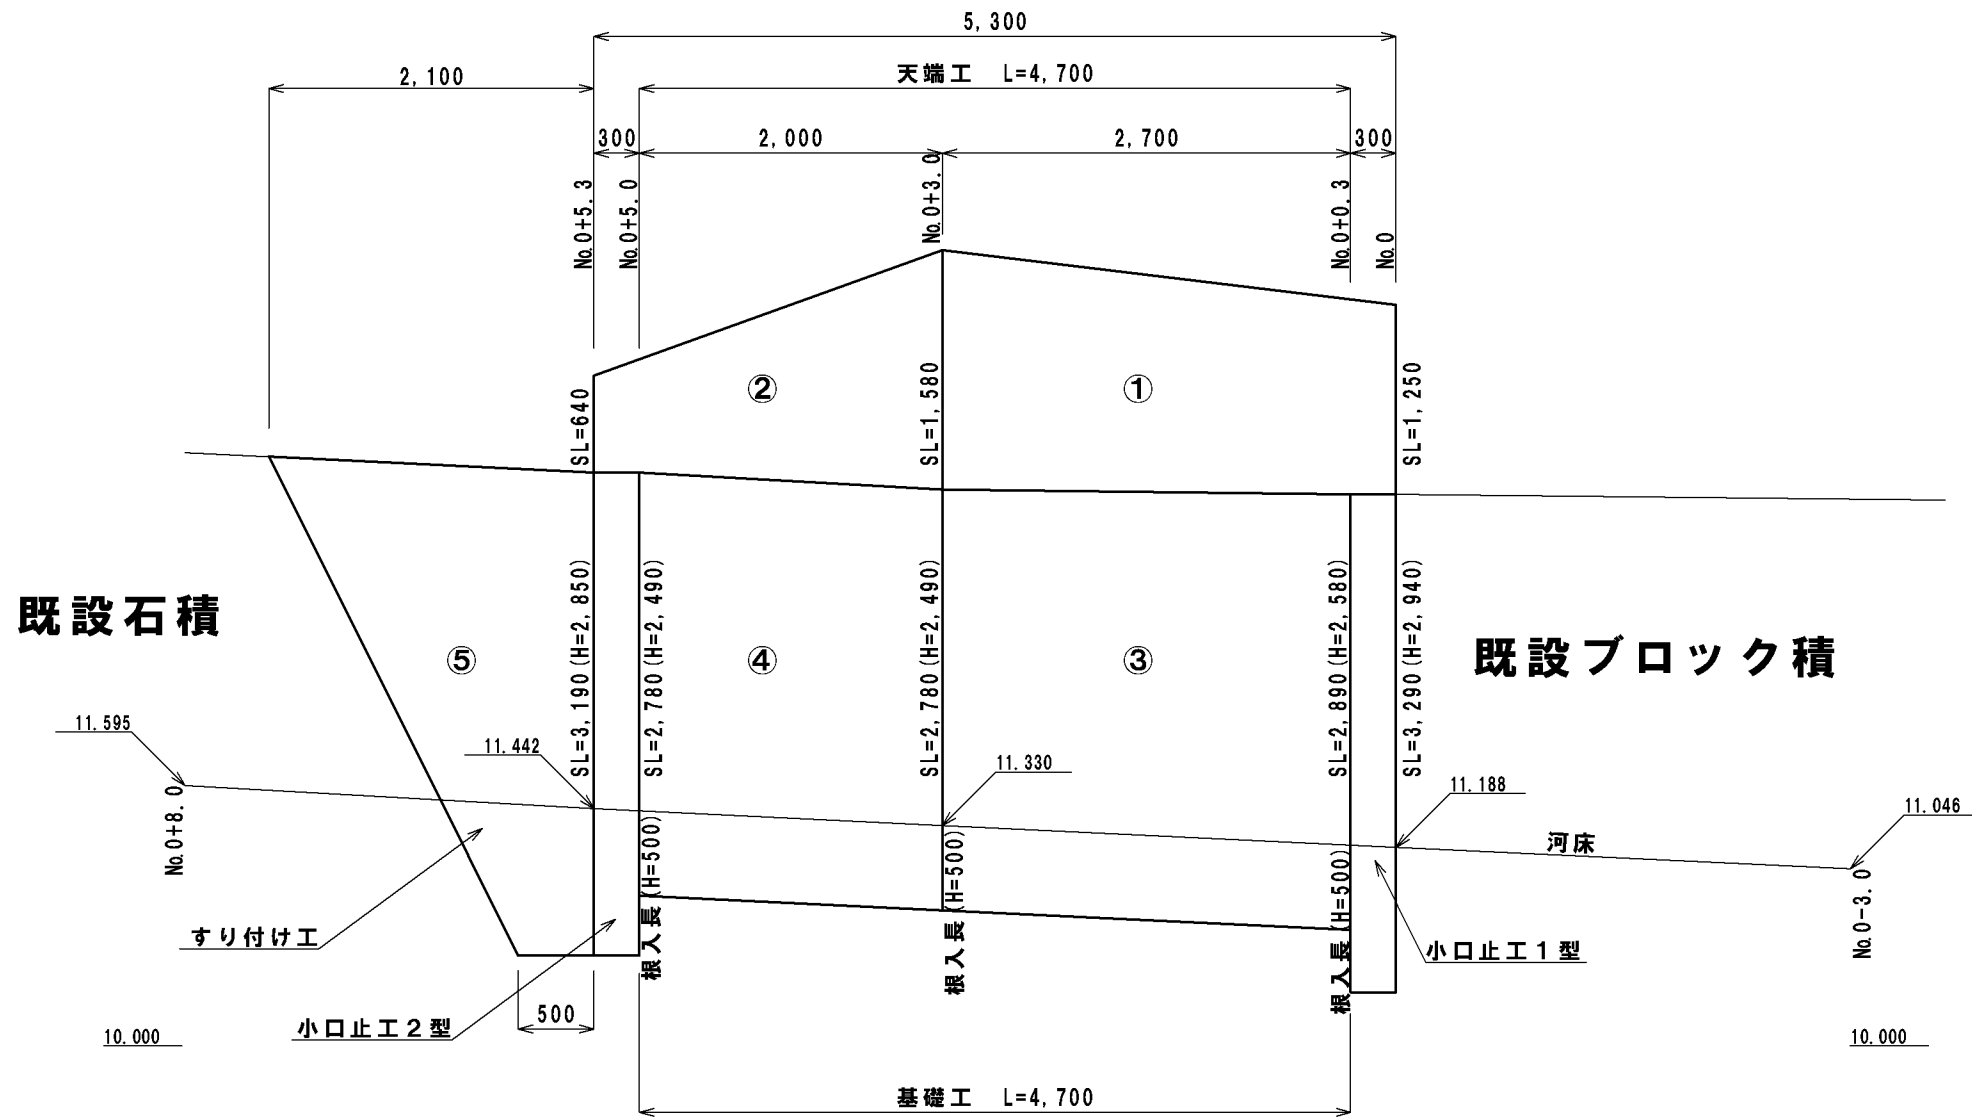 5,300
2,100
天端工 L=4,700
300
2,000
2,700
300
No.0+5.3
No.0+5.0
No.0+3.0
No.0+0.3
No.0
②
①
SL=640
SL=1,580
SL=1,250
既設石積
⑤
④
③
既設ブロック積
SL=3,190(H=2,850)
SL=2,780(H=2,490)
SL=2,780(H=2,490)
SL=2,890(H=2,580)
SL=3,290(H=2,940)
11.595
11.442
11.330
11.188
11.046
No.0+8.0
河床
No.0-3.0
根入長(H=500)
根入長(H=500)
根入長(H=500)
すり付け工
小口止工1型
500
小口止工2型
10.000
10.000
基礎工 L=4,700